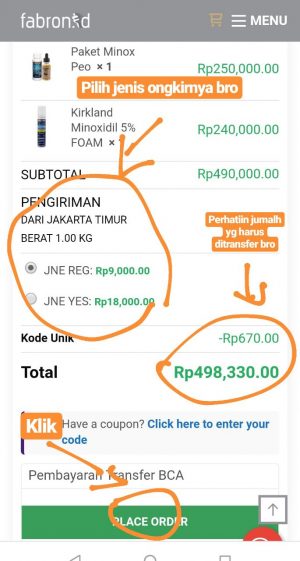 fabronid
MENU
Paket Minox
Peo × 1
Rp250,000.00
Pilih jenis ongkirnya bro
Kirkland
Minoxidil 5%
FOAM ×
Rp240,000.00
SUBTOTAL
Rp490,000.00
PENGIRIMAN
DARI JAKARTA TIMUR
BERAT 1.00 KG
Perhatiin jumalh
yg harus
ditransfer bro
JNE REG: Rp9,000.00
JNE YES: Rp18,000.00
Kode Unik
-Rp670.00
Total
Rp498,330.00
Klik
Have a coupon? Click here to enter your
code
Pembayaran Transfer BCA
PLACE ORDER